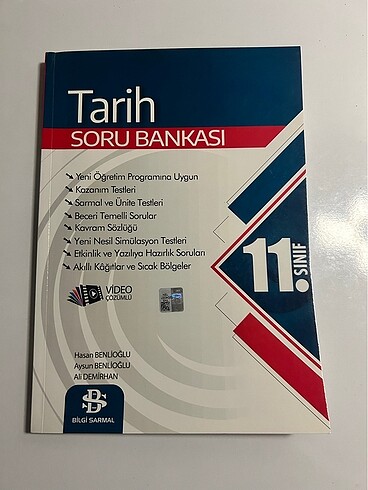 Tarih
SORU BANKASI
Yeni Öğretim Programına Uygun
Kazanım Testleri
Sarmal ve Ünite Testleri
Beceri Temelli Sorular
Kavram Sözlüğü
Yeni Nesil Simülasyon Testleri
Etkinlik ve Yazılıya Hazırlık Soruları
Akıllı Kâğıtlar ve Sıcak Bölgeler
11. SINIF
VİDEO
ÇÖZÜMLÜ
Hasan BENLİOĞLU
Aysun BENLİOĞLU
Ali DEMİRHAN
BS
BİLGİ SARMAL